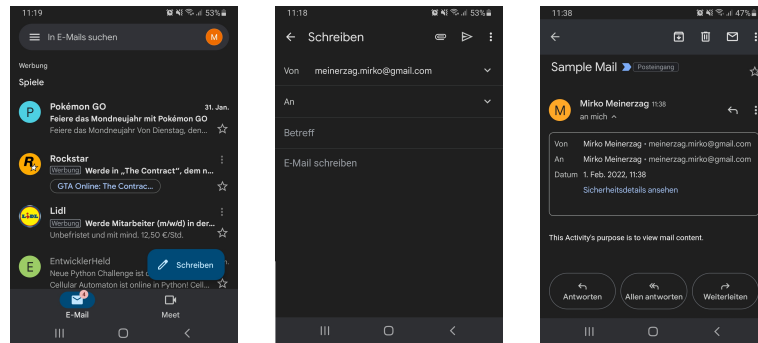 11:19
53%
In E-Mails suchen
M
Werbung
Spiele
P
Pokémon GO 31. Jan.
Feiere das Mondneujahr mit Pokémon GO
Feiere das Mondneujahr Von Dienstag, den...
R
Rockstar
Werbung Werde in „The Contract”, dem n...
GTA Online: The Contrac...
LIDL
Lidl
Werbung Werde Mitarbeiter (m/w/d) in der...
Unbefristet und mit mind. 12,50 €/Std.
E
EntwicklerHeld
Neue Python Challenge ist
Cellular Automaton ist online in Python! Cell...
Schreiben
4
E-Mail
Meet
11:18
53%
Schreiben
Von meinerzag.mirko@gmail.com
An
Betreff
E-Mail schreiben
11:38
47%
Sample Mail Posteingang
M
Mirko Meinerzag 11:38
an mich
Von Mirko Meinerzag • meinerzag.mirko@gmail.com
An Mirko Meinerzag • meinerzag.mirko@gmail.com
Datum 1. Feb. 2022, 11:38
Sicherheitsdetails ansehen
This Activity's purpose is to view mail content.
Antworten
Allen antworten
Weiterleiten